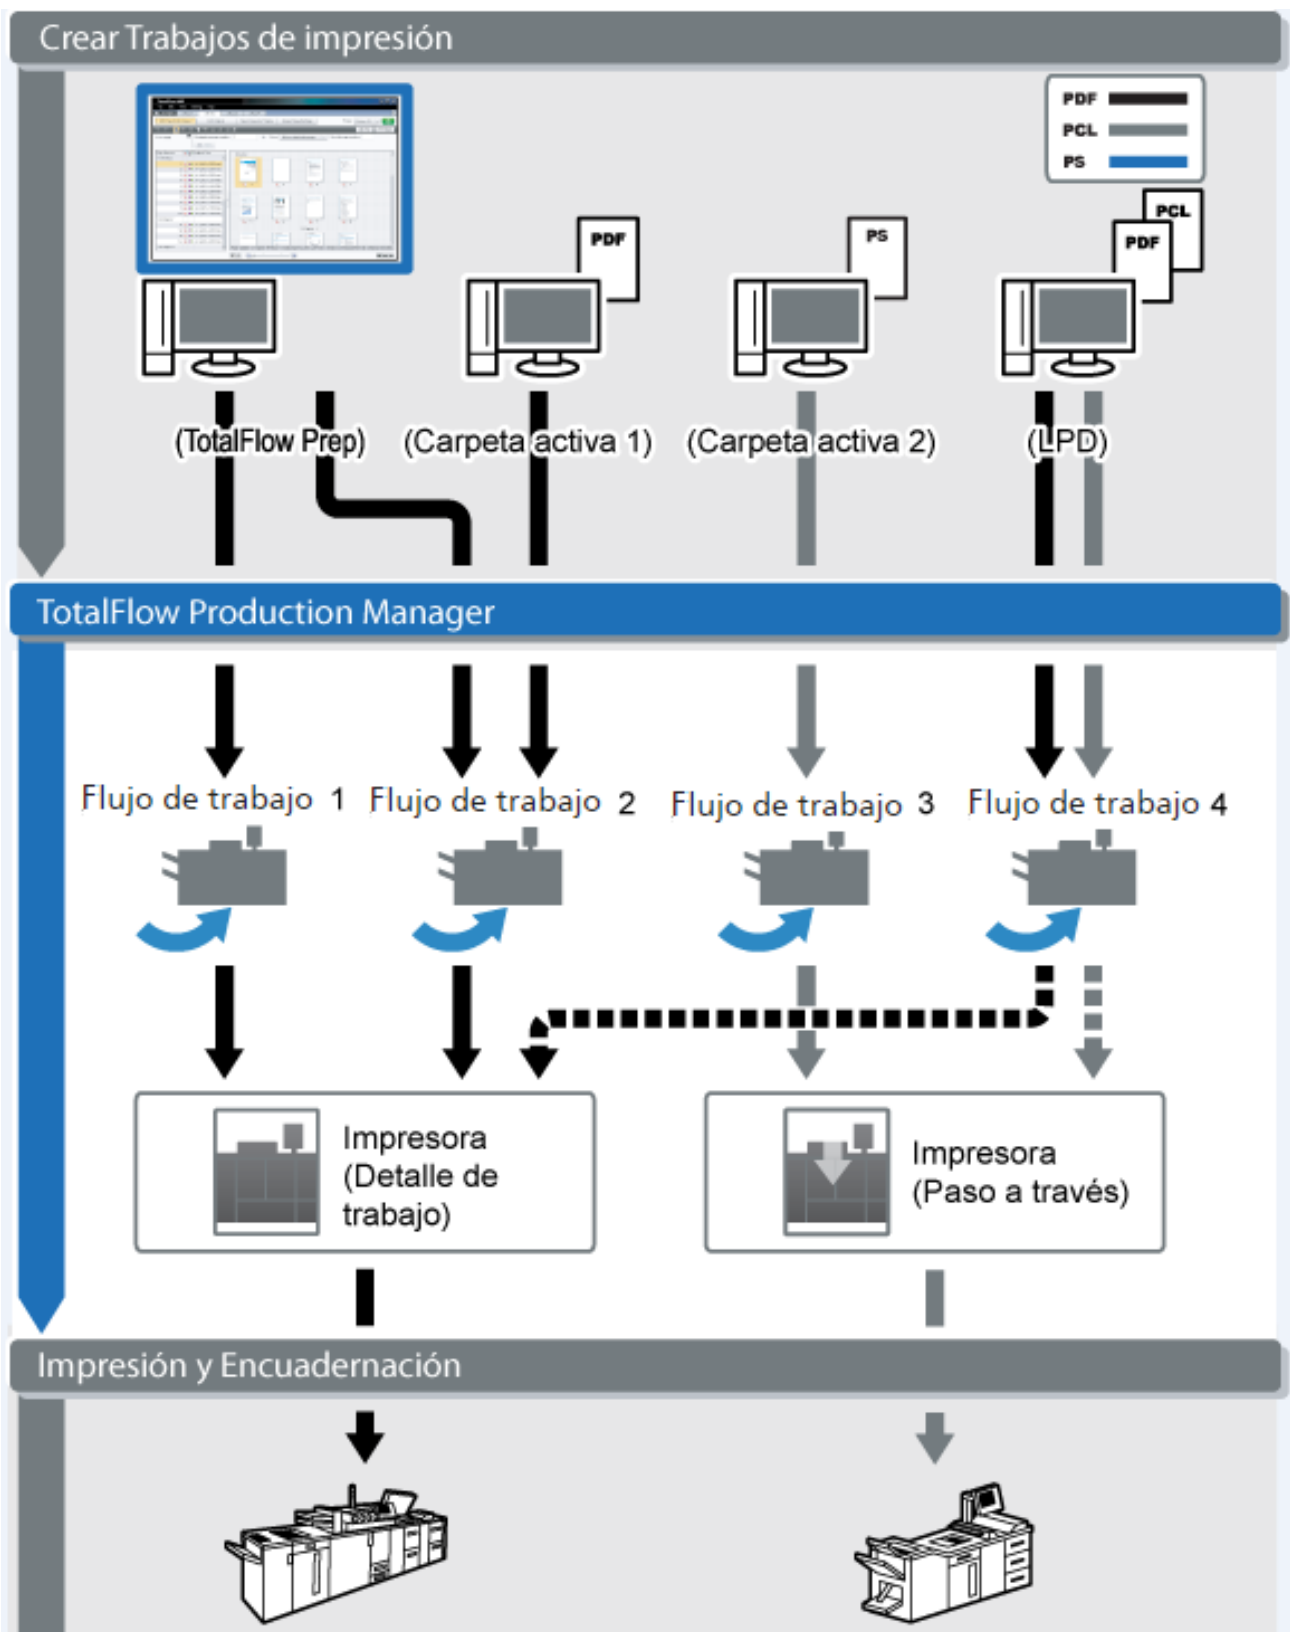 Crear Trabajos de impresión
PDF
PCL
PS
PDF
PS
PCL
PDF
(TotalFlow Prep)
(Carpeta activa 1)
(Carpeta activa 2)
(LPD)
TotalFlow Production Manager
Flujo de trabajo 1
Flujo de trabajo 2
Flujo de trabajo 3
Flujo de trabajo 4
Impresora
(Detalle de
trabajo)
Impresora
(Paso a través)
Impresión y Encuadernación